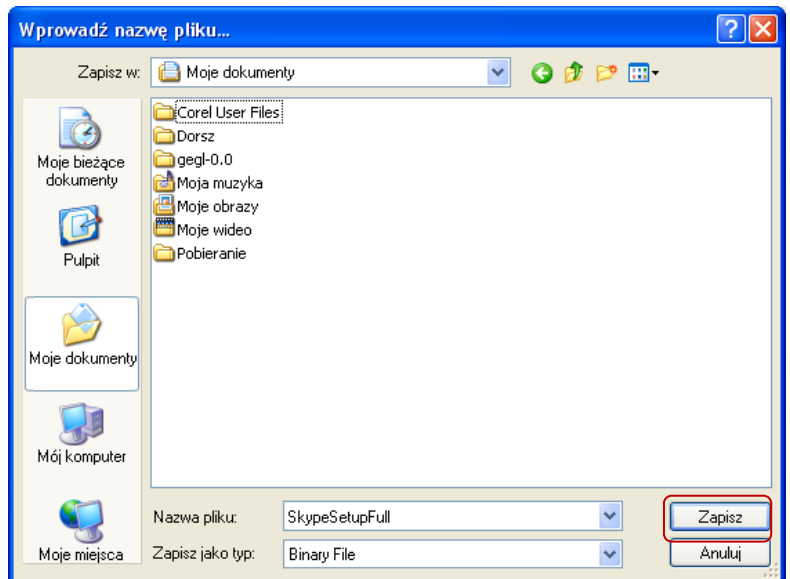 Wprowadź nazwę pliku...
Zapisz w:
Moje dokumenty
Moje bieżące
dokumenty
Pulpit
Moje dokumenty
Mój komputer
Moje miejsca
Corel User Files
Dorsz
gegl-0.0
Moja muzyka
Moje obrazy
Moje wideo
Pobieranie
Nazwa pliku:
SkypeSetupFull
Zapisz
Zapisz jako typ:
Binary File
Anuluj